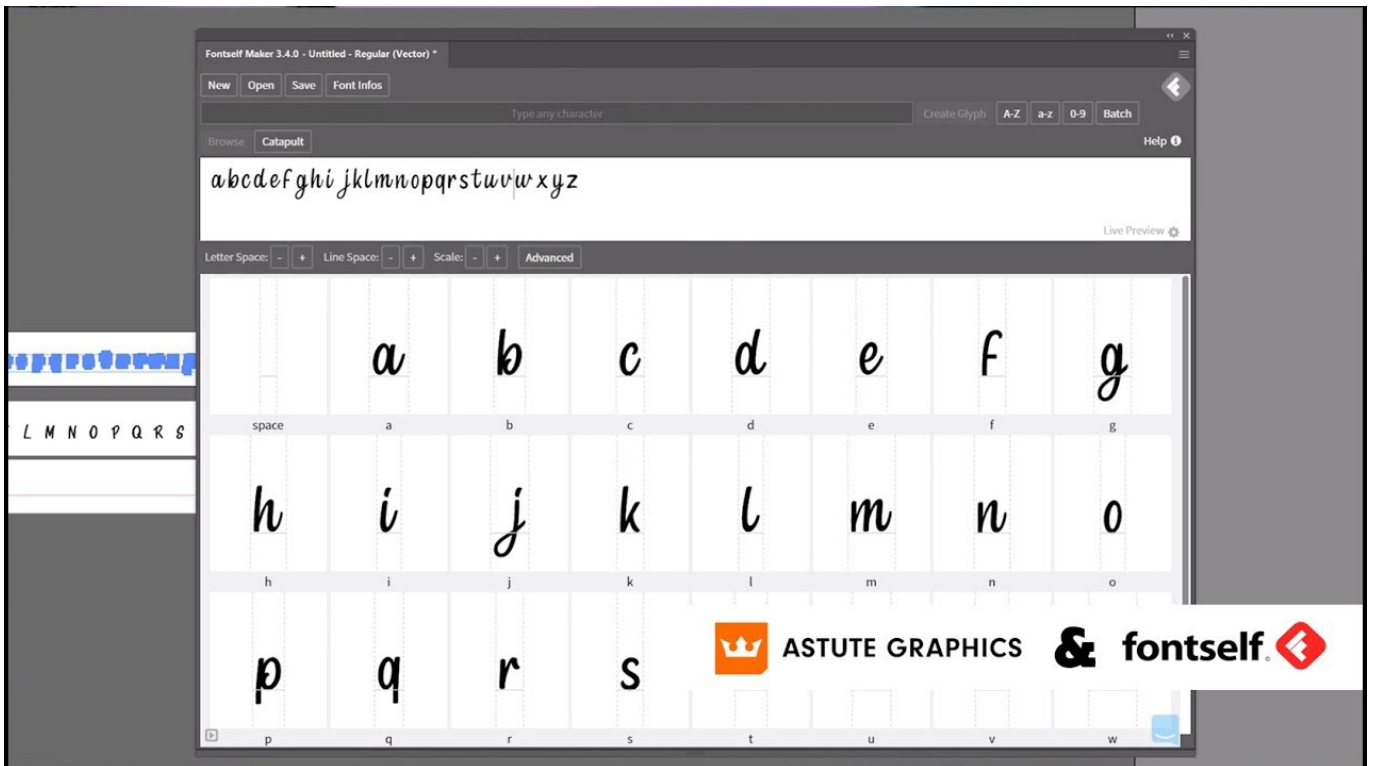 Fontself Maker 3.4.0 - Untitled - Regular (Vector) *
New Open Save Font Infos
Type any character Create Glyph A-Z a-z 0-9 Batch
Browse Catapult Help
abcdefghijklmnopqrstuvwxyz
Live Preview
Letter Space: - + Line Space: - + Scale: - + Advanced
a b c d e f g
space a b c d e f g
L M N O P Q R S
h i j k l m n o
h i j k l m n o
ASTUTE GRAPHICS & fontself
p q r s
p q r s t u v w